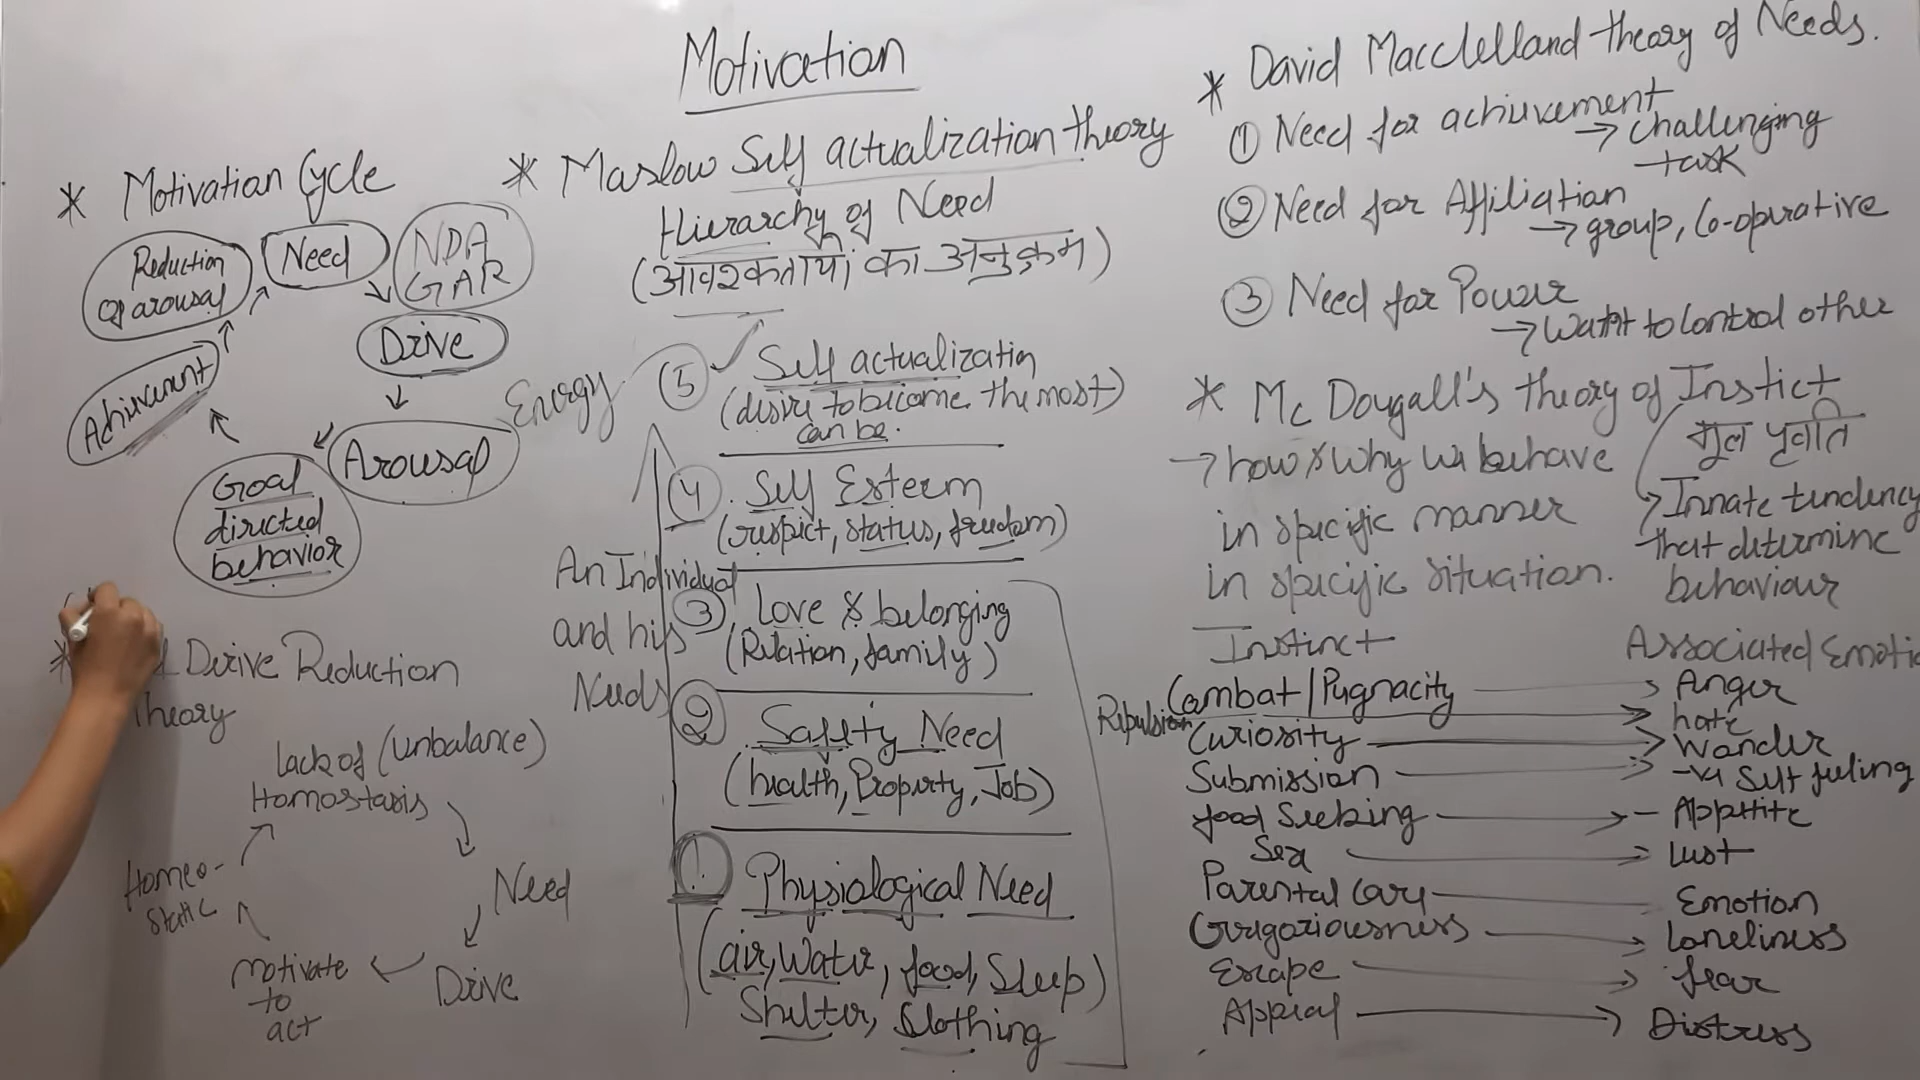 Motivation
* Motivation Cycle
Need
NDA
GAR
Drive
Arousal
Energy
Goal
directed
behavior
Achievement
Reduction
of arousal
Drive Reduction
Theory
Lack of (unbalance)
Homostasis
Need
Drive
motivate
to
act
Homeo-
static
* Maslow Self actualization theory
Hierarchy of Need
(आवश्कतायों का अनुक्रम)
5 Self actualization
(desire to become the most)
can be.
4. Self Esteem
(respect, status, freedom)
3. Love & belonging
(Relation, family)
2 Safety Need
(health, Property, Job)
1 Physiological Need
(air, Water, food, Sleep)
Shelter, Clothing
An Individual
and his
Needs
* David Macclelland theory of Needs.
① Need for achievement
→ Challenging
task
② Need for Affiliation
→ group, Co-operative
③ Need for Power
→ Want to Control other
* Mc Dougall's theory of Instict
मुल प्रवति
→ how & Why we behave
in specific manner
in specific situation.
→ Innate tendency
that determine
behaviour
Instinct Associated Emotio
Combat/Pugnacity → Anger
Repulsion → hate
Curiosity → Wonder
Submission → -ve Self feeling
food Seeking → - Appetite
Sex → Lust
Parental Cary Emotion
Gregariousness → Loneliness
Escape → fear
Appeal → Distress